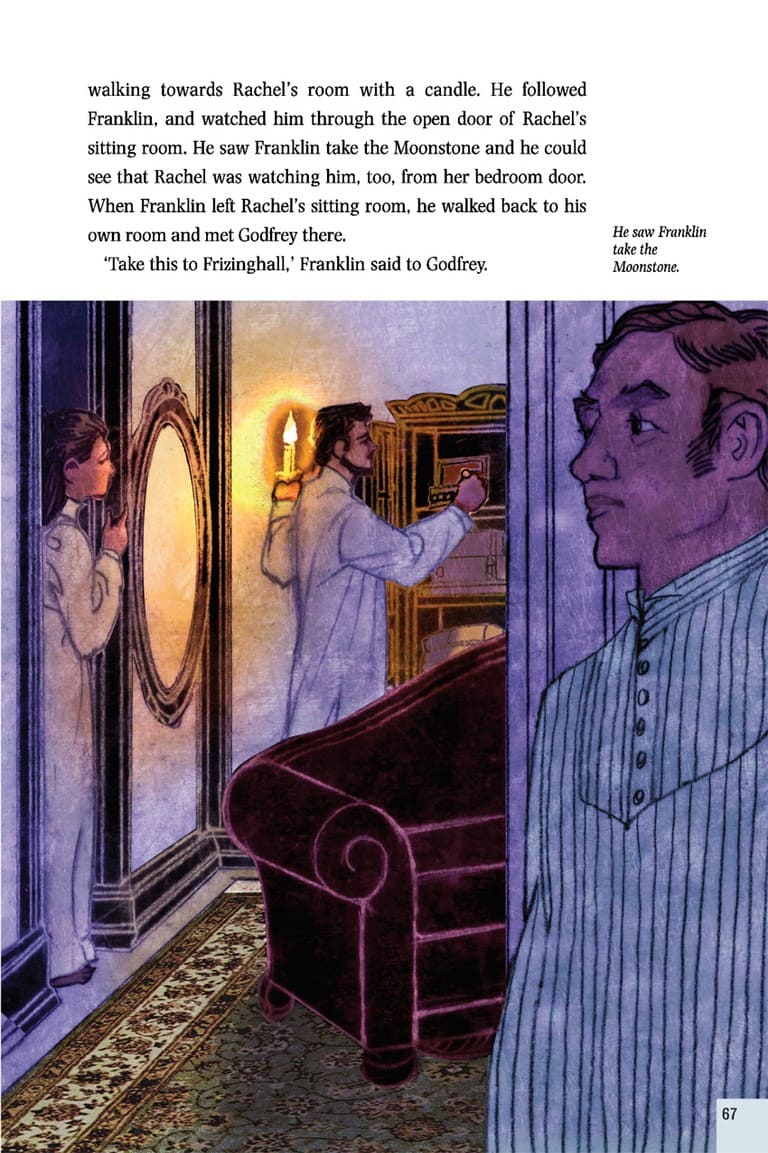 walking towards Rachel’s room with a candle. He followed
Franklin, and watched him through the open door of Rachel’s
sitting room. He saw Franklin take the Moonstone and he could
see that Rachel was watching him, too, from her bedroom door.
When Franklin left Rachel’s sitting room, he walked back to his
own room and met Godfrey there.
‘Take this to Frizinghall,’ Franklin said to Godfrey.
He saw Franklin
take the
Moonstone.
67